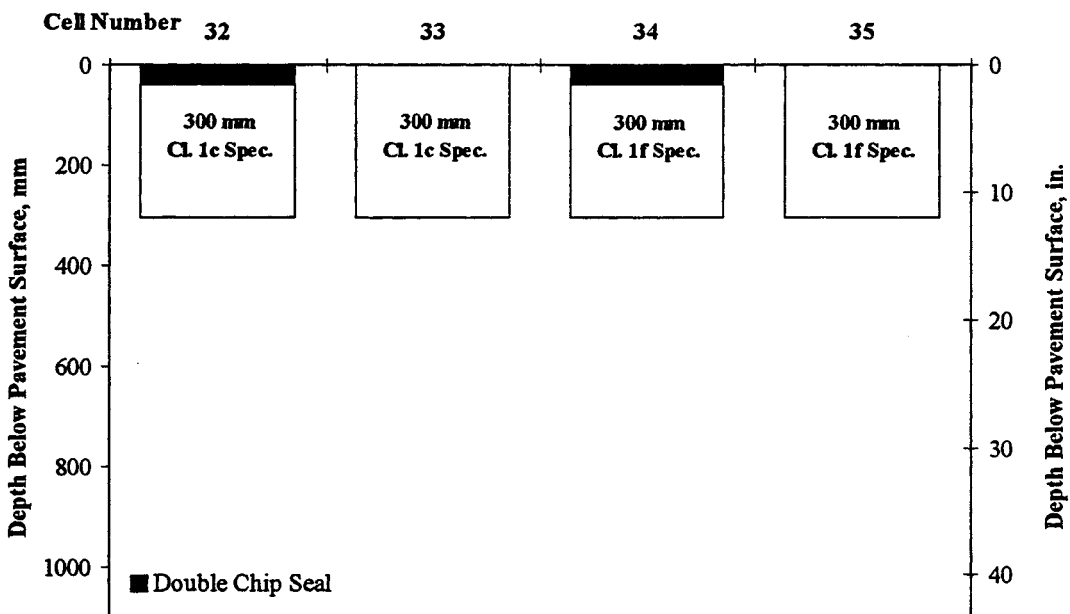 Cell Number
32 33 34 35
0 0
300 mm 300 mm 300 mm 300 mm
Cl. 1c Spec. Cl. 1c Spec. Cl. 1f Spec. Cl. 1f Spec.
200
10
400
20
600
30
800
1000
40
Double Chip Seal
Depth Below Pavement Surface, mm
Depth Below Pavement Surface, in.